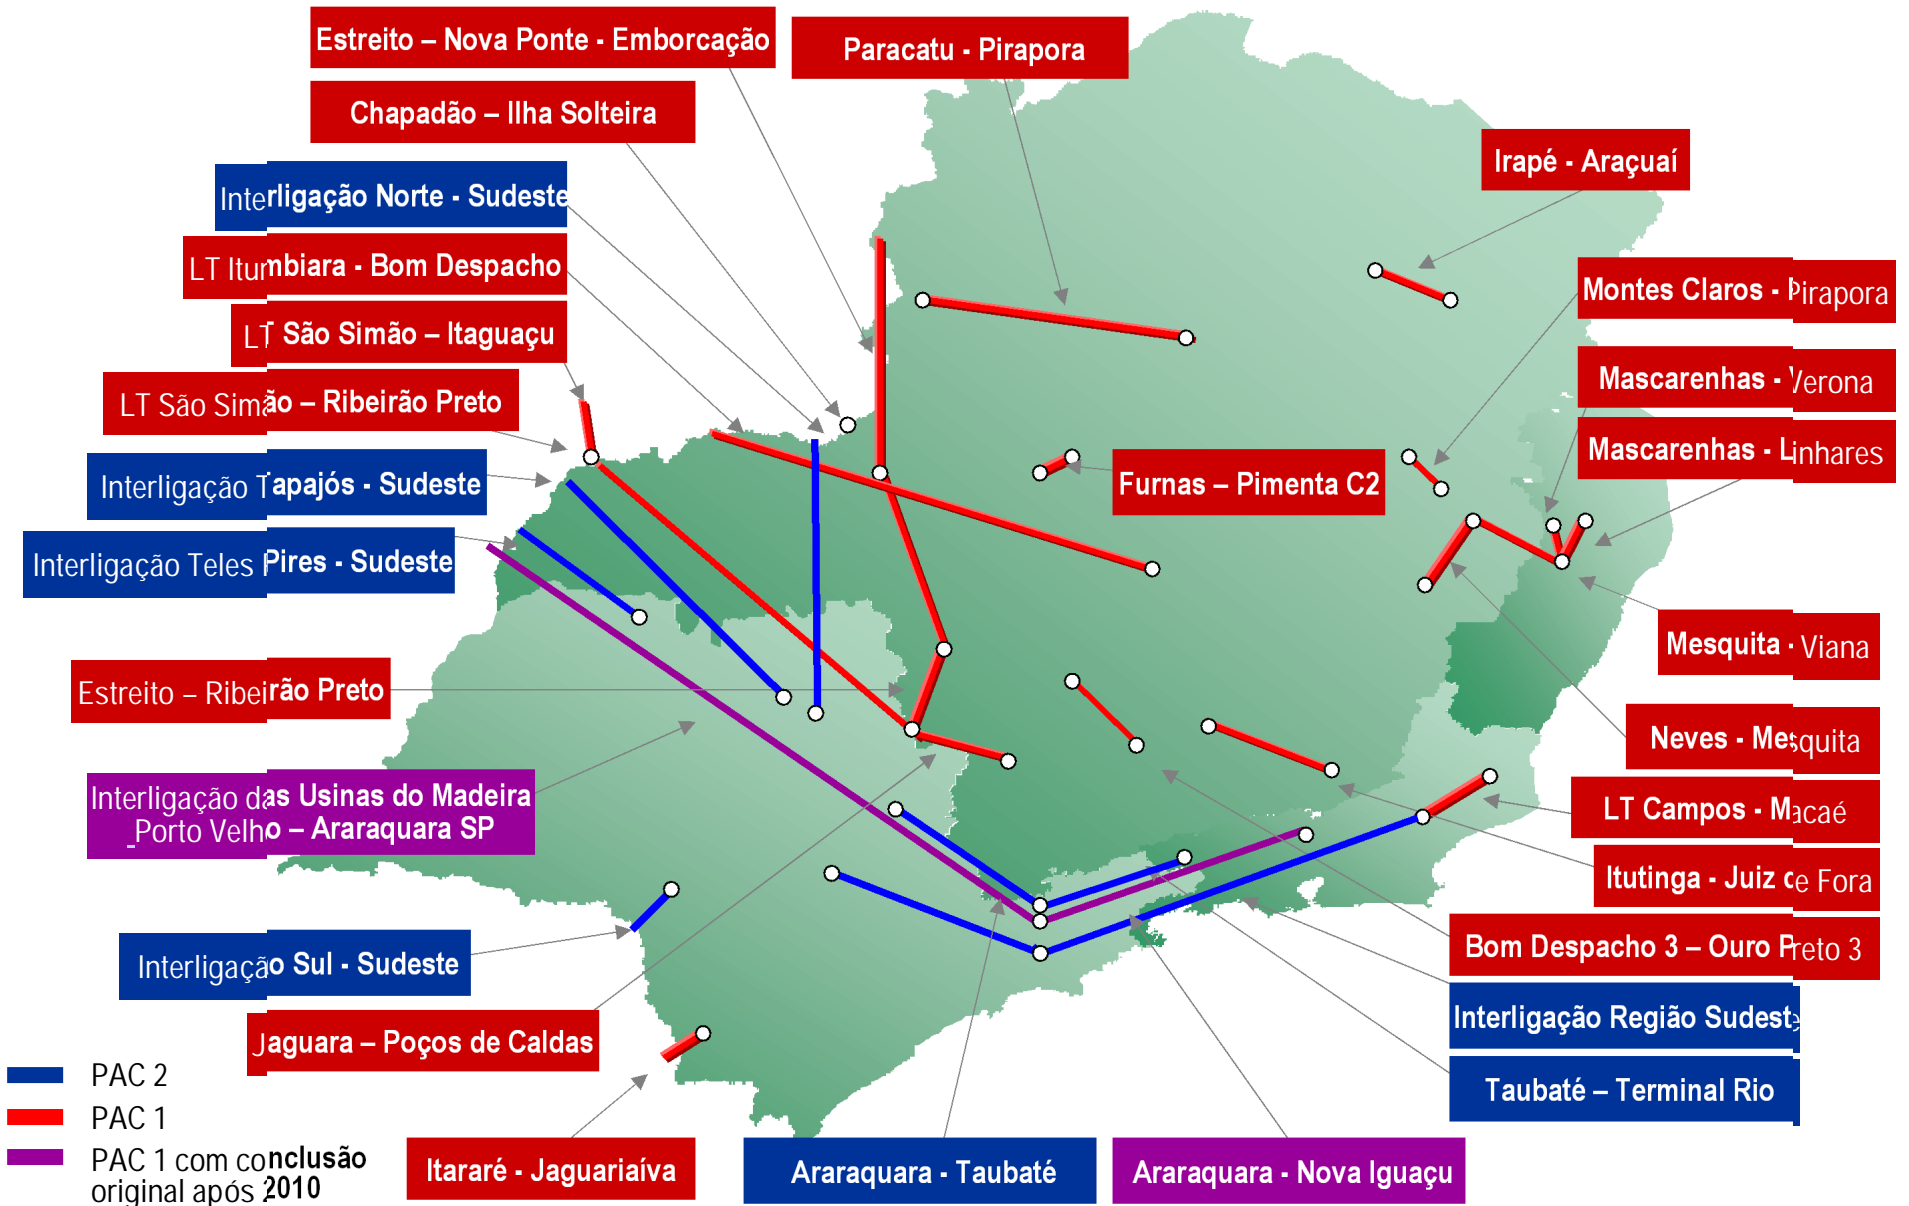 Estreito – Nova Ponte - Emborcação
Paracatu - Pirapora
Chapadão – Ilha Solteira
Irapé - Araçuaí
Interligação Norte - Sudeste
LT Itumbiara - Bom Despacho
Montes Claros - Pirapora
LT São Simão – Itaguaçu
Mascarenhas - Verona
LT São Simão – Ribeirão Preto
Mascarenhas - Linhares
Interligação Tapajós - Sudeste
Furnas – Pimenta C2
Interligação Teles Pires - Sudeste
Mesquita - Viana
Estreito – Ribeirão Preto
Neves - Mesquita
Interligação das Usinas do Madeira
_Porto Velho – Araraquara SP
LT Campos - Macaé
Itutinga - Juiz de Fora
Bom Despacho 3 – Ouro Preto 3
Interligação Sul - Sudeste
Interligação Região Sudeste
Jaguara – Poços de Caldas
Taubaté – Terminal Rio
PAC 2
PAC 1
PAC 1 com conclusão
original após 2010
Itararé - Jaguariaíva
Araraquara - Taubaté
Araraquara - Nova Iguaçu